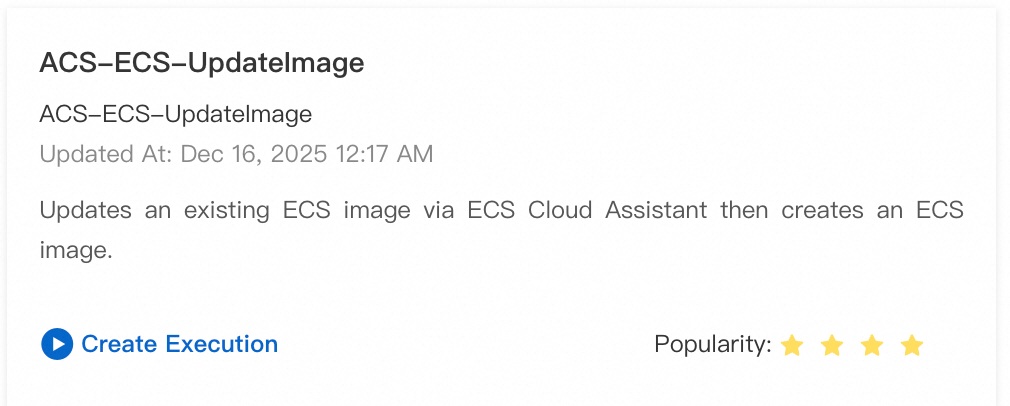 ACS-ECS-UpdateImage
ACS-ECS-UpdateImage
Updated At: Dec 16, 2025 12:17 AM
Updates an existing ECS image via ECS Cloud Assistant then creates an ECS
image.
Create Execution
Popularity: